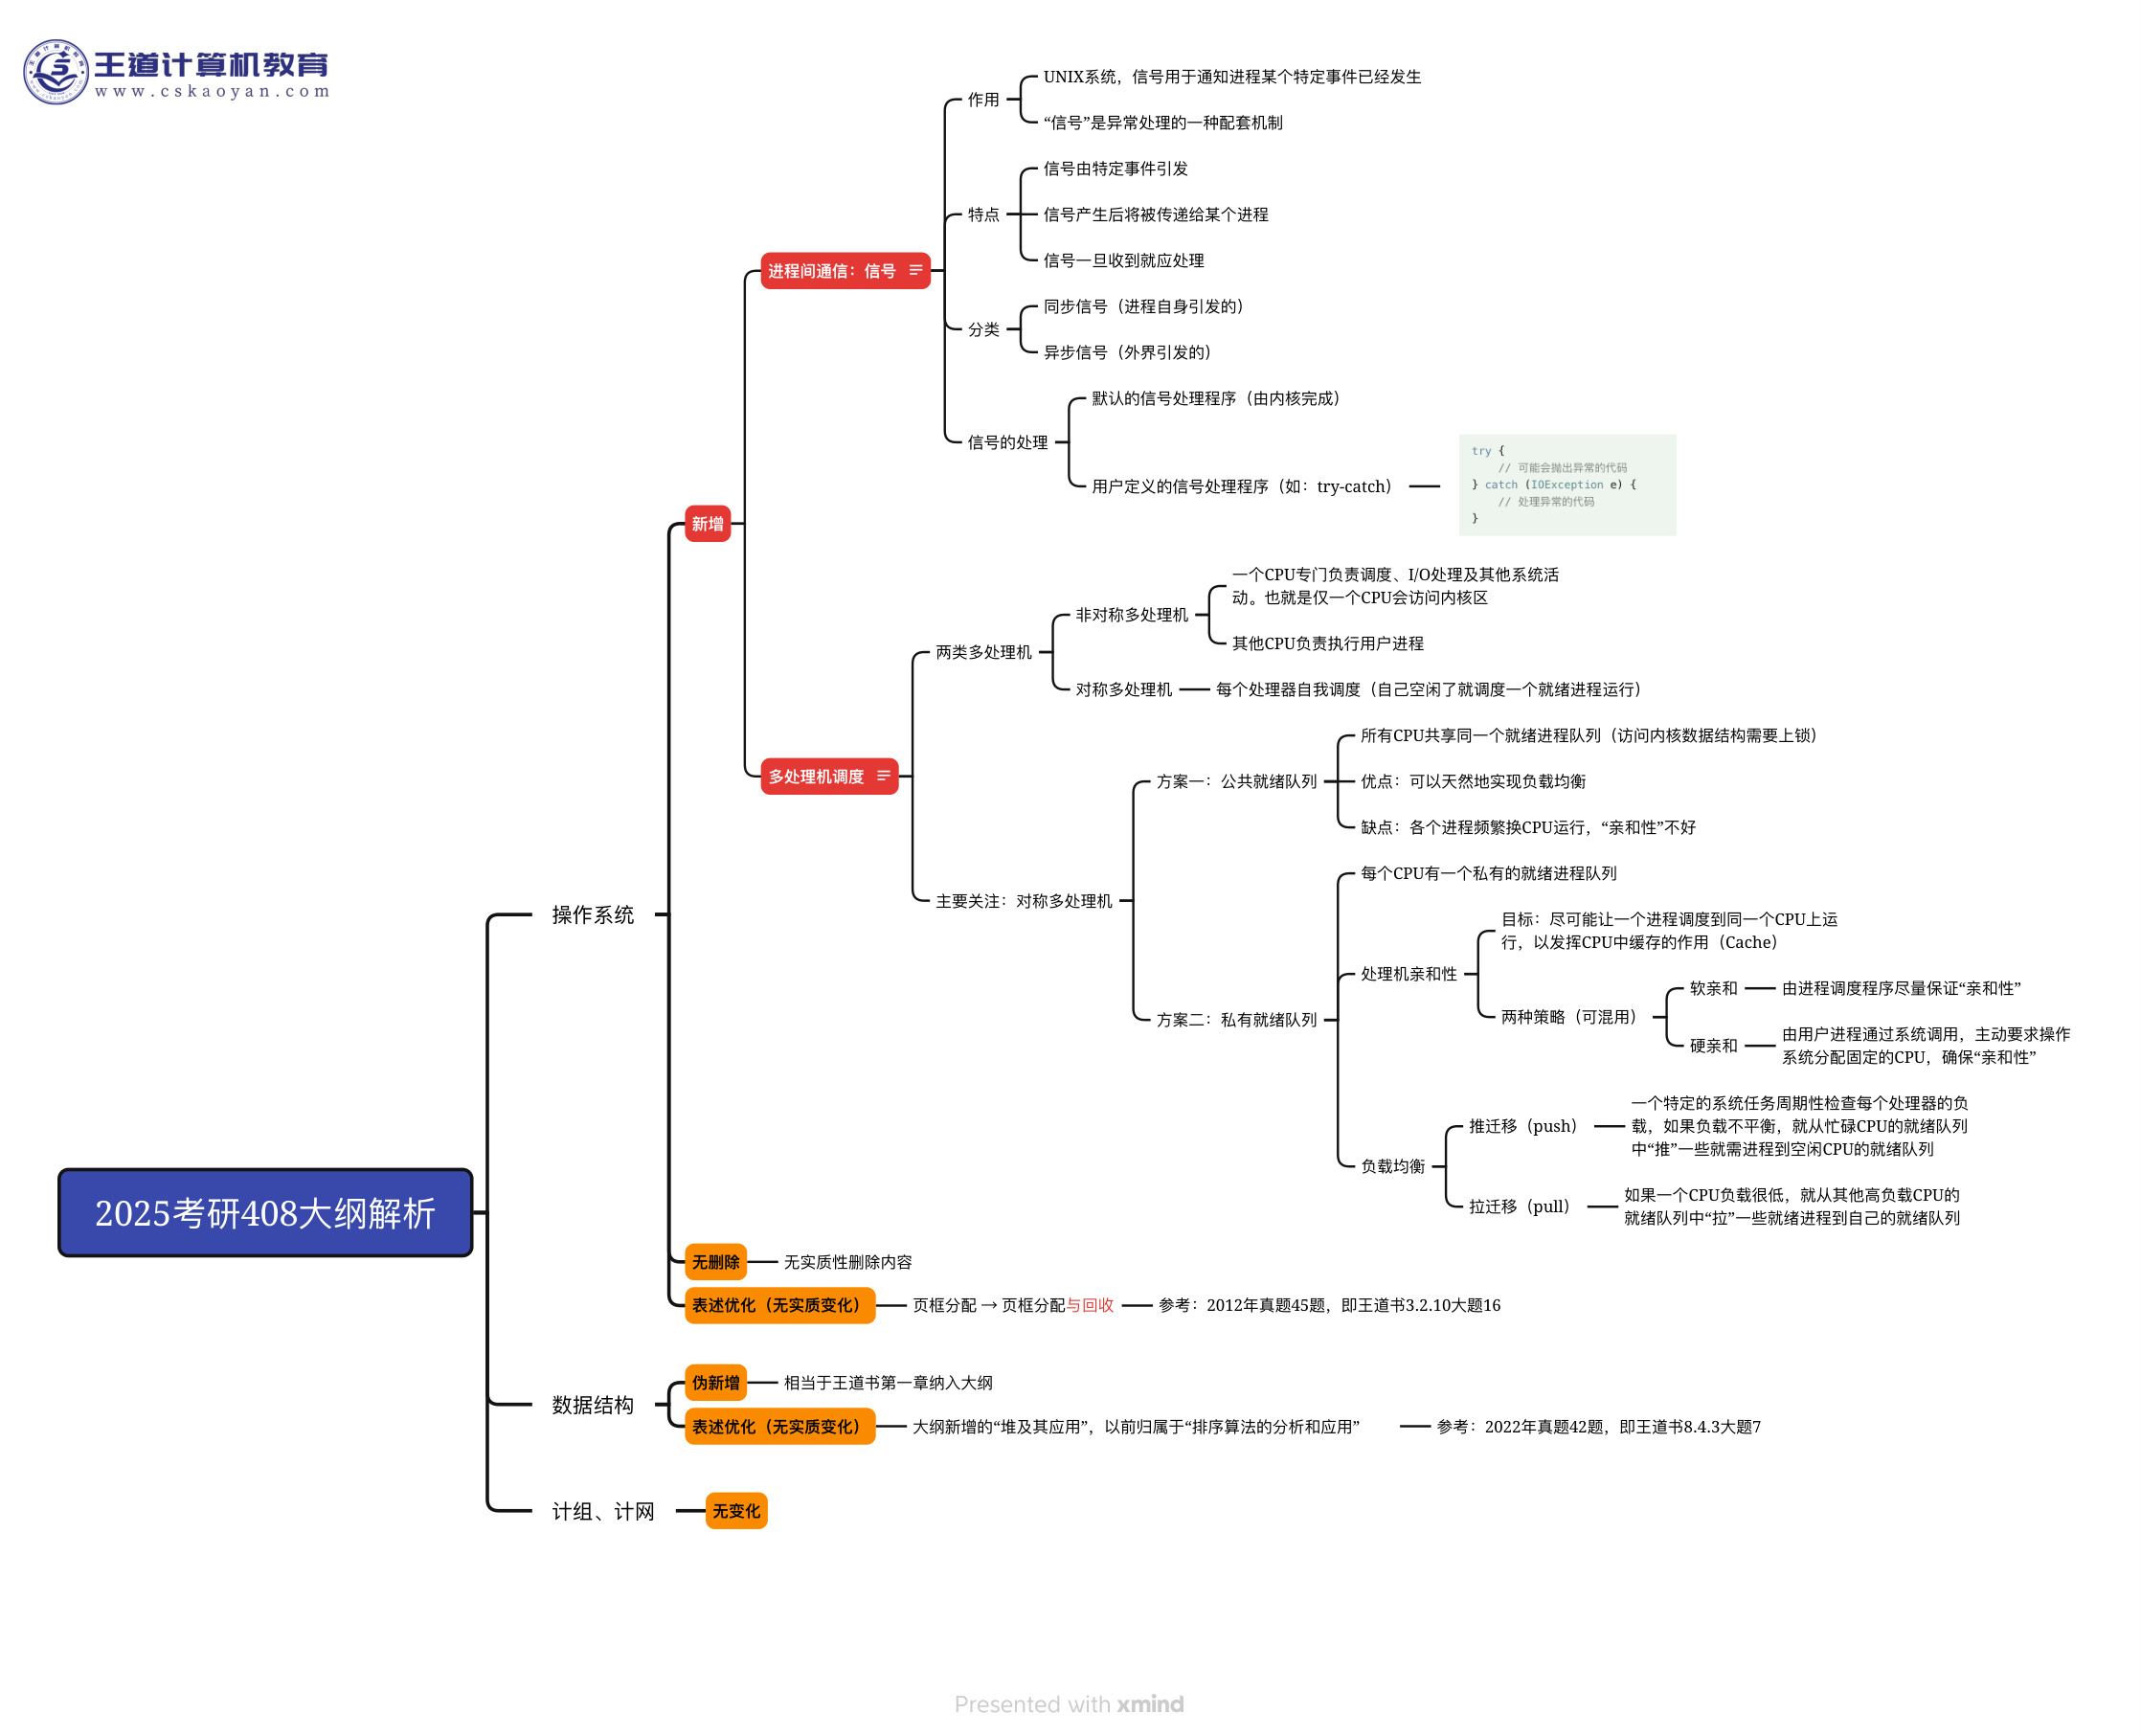 王道计算机教育
www.cskaoyan.com
2025考研408大纲解析
操作系统
新增
进程间通信：信号
作用
UNIX系统，信号用于通知进程某个特定事件已经发生
“信号”是异常处理的一种配套机制
特点
信号由特定事件引发
信号产生后将被传递给某个进程
信号一旦收到就应处理
分类
同步信号（进程自身引发的）
异步信号（外界引发的）
信号的处理
默认的信号处理程序（由内核完成）
用户定义的信号处理程序（如：try-catch）
try {
// 可能会抛出异常的代码
} catch (IOException e) {
// 处理异常的代码
}
多处理机调度
两类多处理机
非对称多处理机
一个CPU专门负责调度、I/O处理及其他系统活
动。也就是仅一个CPU会访问内核区
其他CPU负责执行用户进程
对称多处理机
每个处理器自我调度（自己空闲了就调度一个就绪进程运行）
主要关注：对称多处理机
方案一：公共就绪队列
所有CPU共享同一个就绪进程队列（访问内核数据结构需要上锁）
优点：可以天然地实现负载均衡
缺点：各个进程频繁换CPU运行，“亲和性”不好
方案二：私有就绪队列
每个CPU有一个私有的就绪进程队列
处理机亲和性
目标：尽可能让一个进程调度到同一个CPU上运
行，以发挥CPU中缓存的作用（Cache）
两种策略（可混用）
软亲和
由进程调度程序尽量保证“亲和性”
硬亲和
由用户进程通过系统调用，主动要求操作
系统分配固定的CPU，确保“亲和性”
负载均衡
推迁移（push）
一个特定的系统任务周期性检查每个处理器的负
载，如果负载不平衡，就从忙碌CPU的就绪队列
中“推”一些就需进程到空闲CPU的就绪队列
拉迁移（pull）
如果一个CPU负载很低，就从其他高负载CPU的
就绪队列中“拉”一些就绪进程到自己的就绪队列
无删除
无实质性删除内容
表述优化（无实质变化）
页框分配 → 页框分配与回收
参考：2012年真题45题，即王道书3.2.10大题16
数据结构
伪新增
相当于王道书第一章纳入大纲
表述优化（无实质变化）
大纲新增的“堆及其应用”，以前归属于“排序算法的分析和应用”
参考：2022年真题42题，即王道书8.4.3大题7
计组、计网
无变化
Presented with xmind